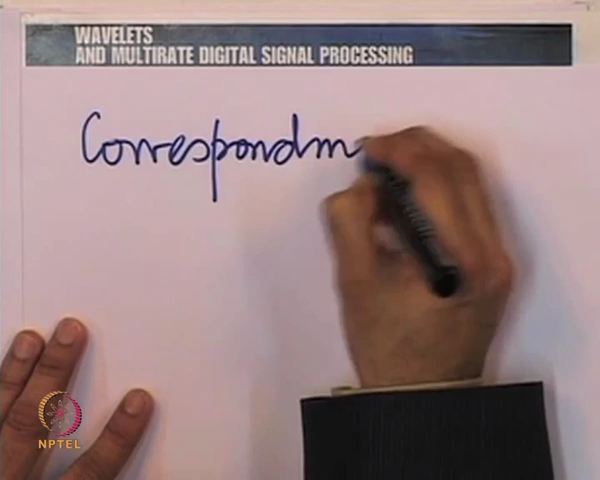 WAVELETS
AND MULTIRATE DIGITAL SIGNAL PROCESSING
Correspondin
NPTEL